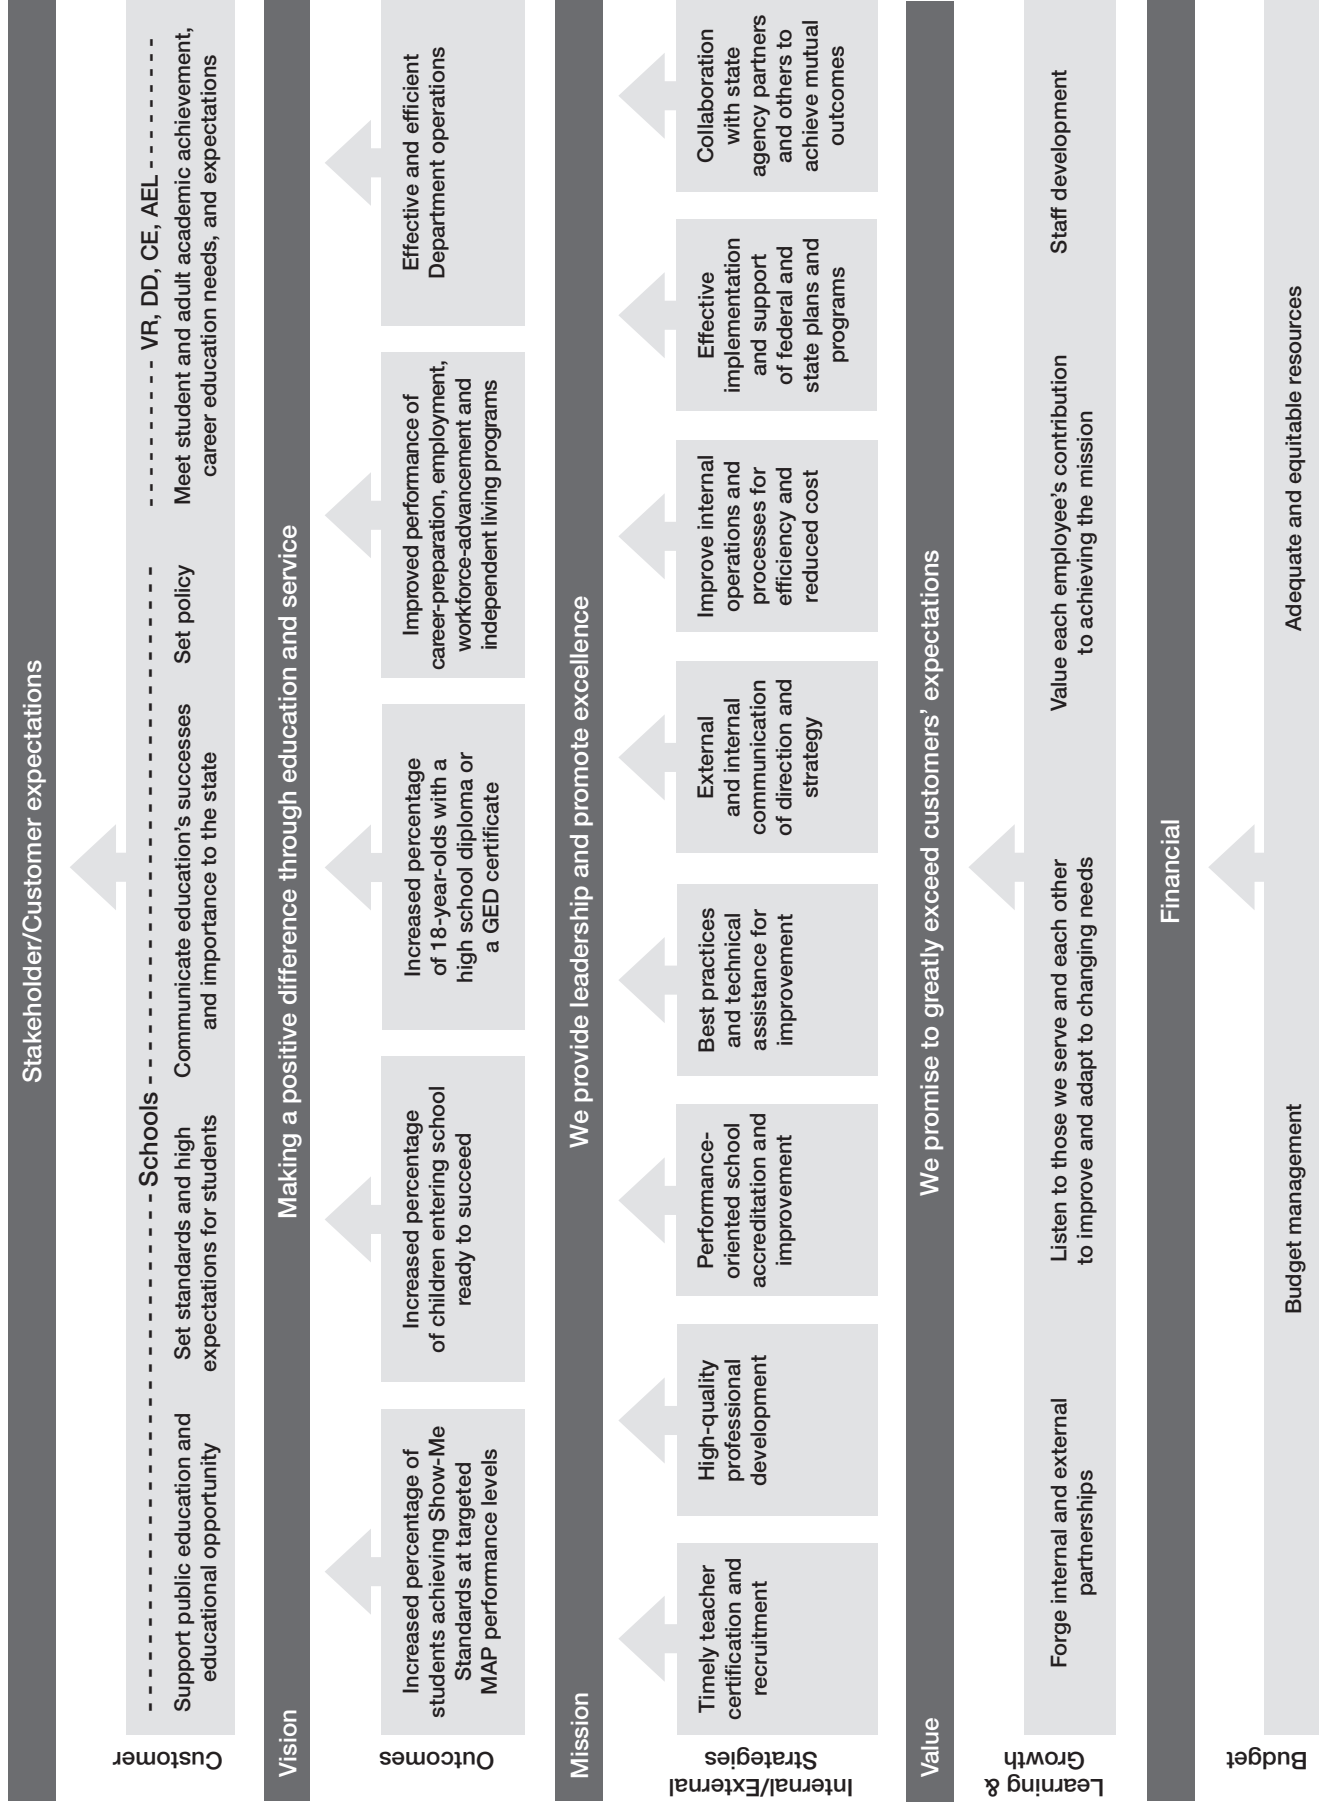 Stakeholder/Customer expectations
Customer
- - - - - - - - - - - - - - - - - Schools - - - - - - - - - - - - - - - - - - - - - - - - - - - - - - - - - - - - - - - - VR, DD, CE, AEL - - - - - - - - - -
Support public education and
educational opportunity
Set standards and high
expectations for students
Communicate education's successes
and importance to the state
Set policy
Meet student and adult academic achievement,
career education needs, and expectations
Vision
Making a positive difference through education and service
Outcomes
Increased percentage of
students achieving Show-Me
Standards at targeted
MAP performance levels
Increased percentage
of children entering school
ready to succeed
Increased percentage
of 18-year-olds with a
high school diploma or
a GED certificate
Improved performance of
career-preparation, employment,
workforce-advancement and
independent living programs
Effective and efficient
Department operations
Mission
We provide leadership and promote excellence
Internal/External
Strategies
Timely teacher
certification and
recruitment
High-quality
professional
development
Performance-
oriented school
accreditation and
improvement
Best practices
and technical
assistance for
improvement
External
and internal
communication
of direction and
strategy
Improve internal
operations and
processes for
efficiency and
reduced cost
Effective
implementation
and support
of federal and
state plans and
programs
Collaboration
with state
agency partners
and others to
achieve mutual
outcomes
Value
We promise to greatly exceed customers' expectations
Learning &
Growth
Forge internal and external
partnerships
Listen to those we serve and each other
to improve and adapt to changing needs
Value each employee's contribution
to achieving the mission
Staff development
Financial
Budget
Budget management
Adequate and equitable resources